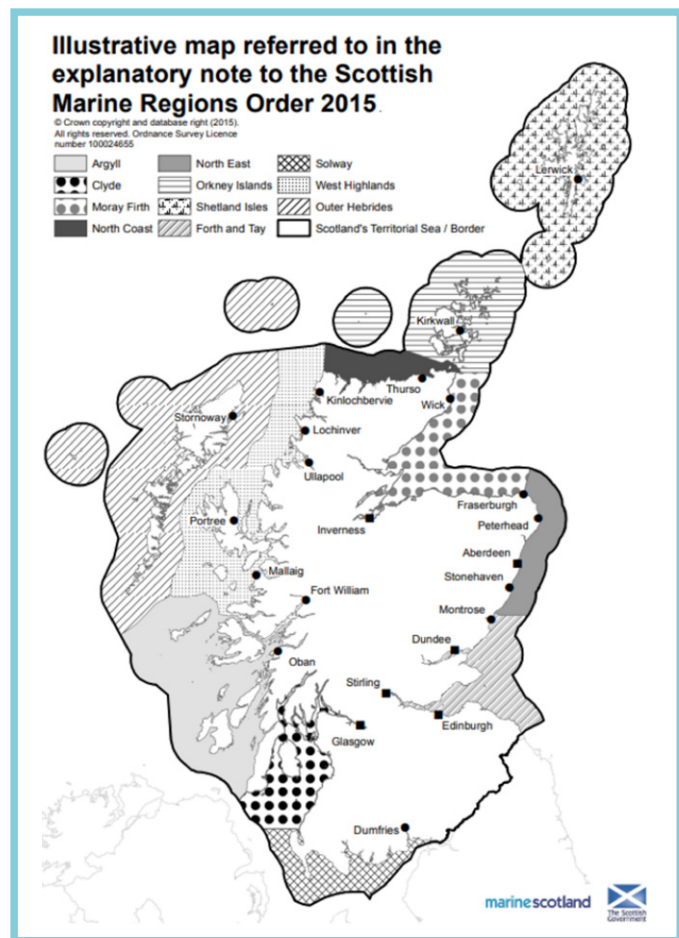 Illustrative map referred to in the
explanatory note to the Scottish
Marine Regions Order 2015.
© Crown copyright and database right (2015).
All rights reserved. Ordnance Survey Licence
number 100024655
Argyll
North East
Solway
Clyde
Orkney Islands
West Highlands
Moray Firth
Shetland Isles
Outer Hebrides
North Coast
Forth and Tay
Scotland's Territorial Sea / Border
Lerwick
Kirkwall
Thurso
Kinlochbervie
Wick
Stornoway
Lochinver
Ullapool
Fraserburgh
Portree
Inverness
Peterhead
Aberdeen
Mallaig
Stonehaven
Fort William
Montrose
Dundee
Oban
Stirling
Edinburgh
Glasgow
Dumfries
marinescotland
The Scottish
Government